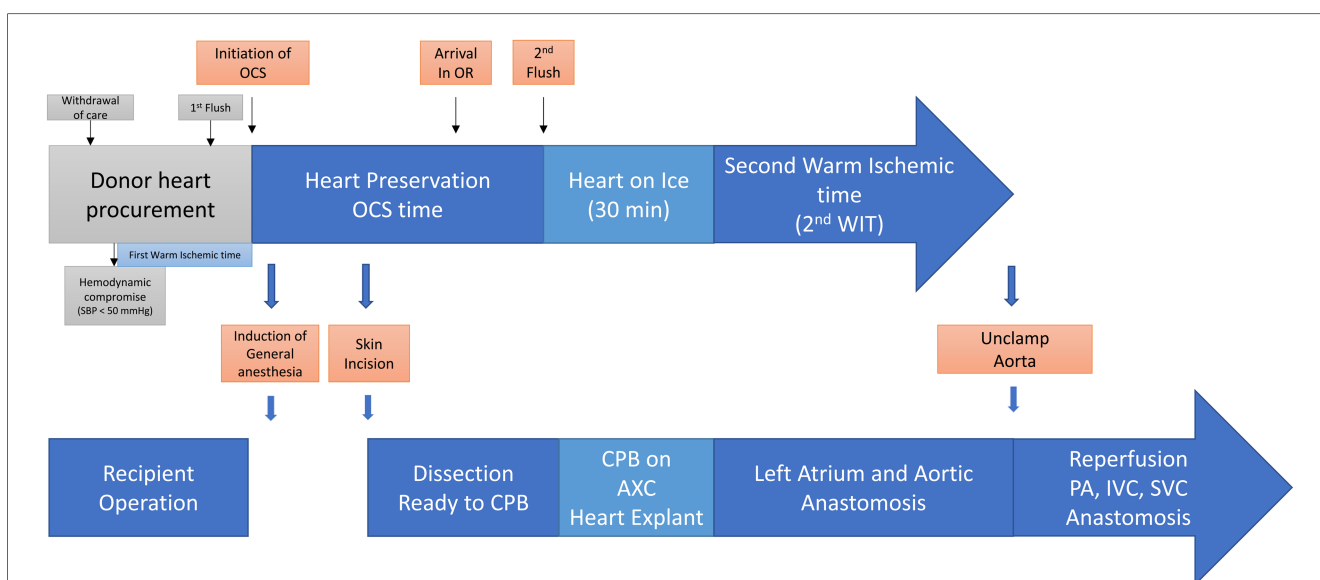 Initiation of
OCS
Arrival
In OR
2nd
Flush
Withdrawal
of care
1st Flush
Donor heart
procurement
Heart Preservation
OCS time
Heart on Ice
(30 min)
Second Warm Ischemic
time
(2nd WIT)
First Warm Ischemic time
Hemodynamic
compromise
(SBP < 50 mmHg)
Induction of
General
anesthesia
Skin
Incision
Unclamp
Aorta
Recipient
Operation
Dissection
Ready to CPB
CPB on
AXC
Heart Explant
Left Atrium and Aortic
Anastomosis
Reperfusion
PA, IVC, SVC
Anastomosis